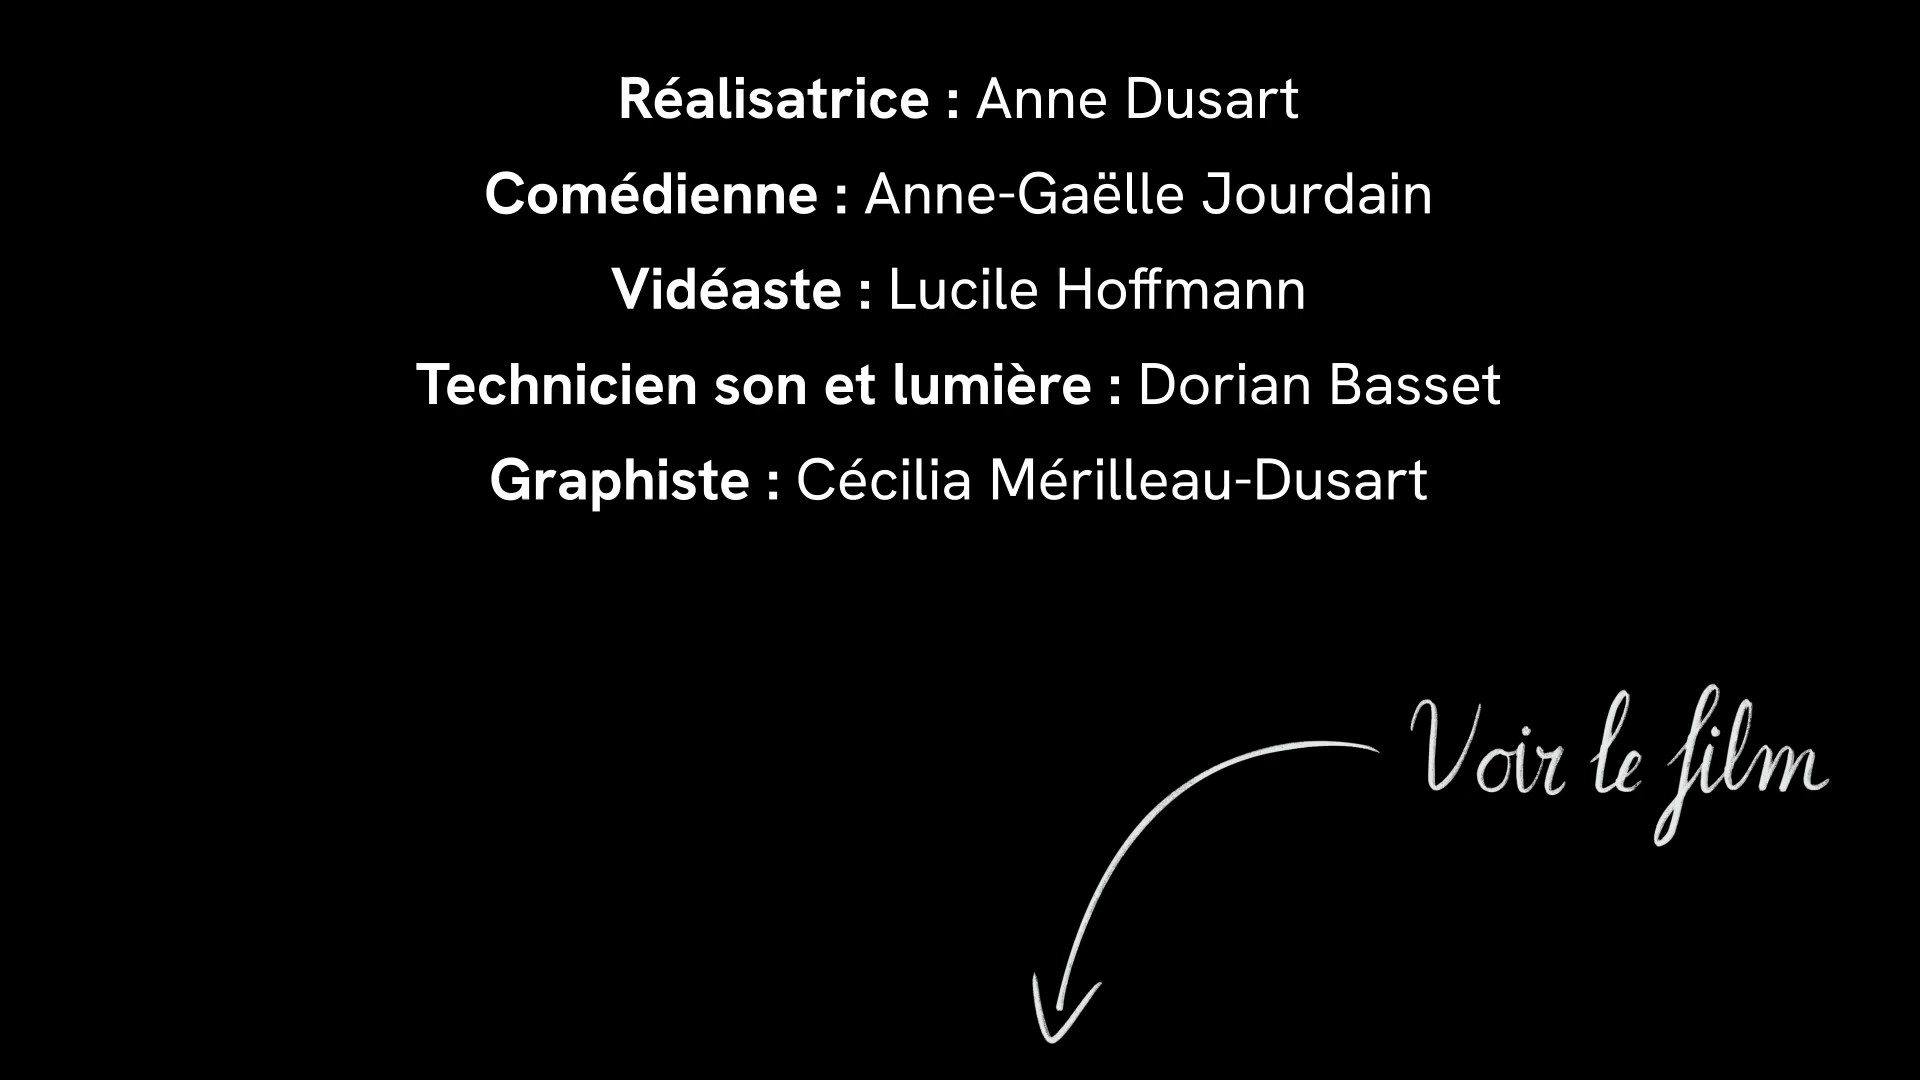 Réalisatrice : Anne Dusart
Comédienne : Anne-Gaëlle Jourdain
Vidéaste : Lucile Hoffmann
Technicien son et lumière : Dorian Basset
Graphiste : Cécilia Mérilleau-Dusart
Voir le film